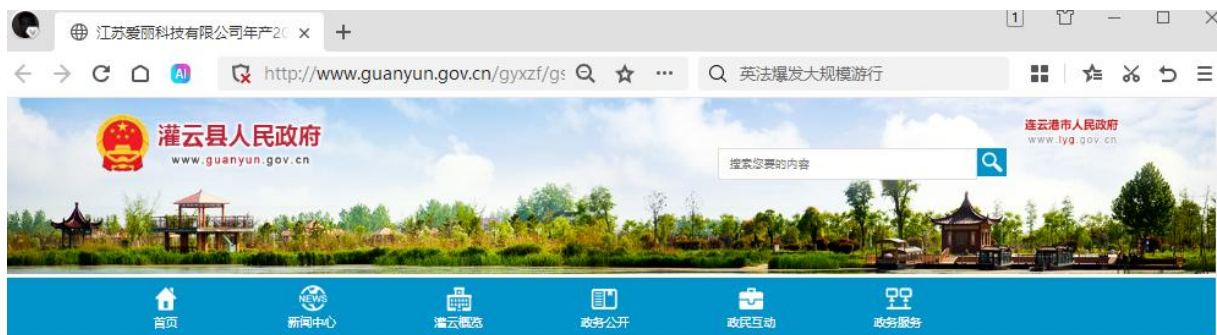 江苏爱丽科技有限公司年产20
1
AI
http://www.guanyun.gov.cn/gyxzf/gs
英法爆发大规模游行
灌云县人民政府
www.guanyun.gov.cn
连云港市人民政府
www.lyg.gov.cn
搜索您要的内容
NEWS
首页 新闻中心 灌云概览 政务公开 政民互动 政务服务